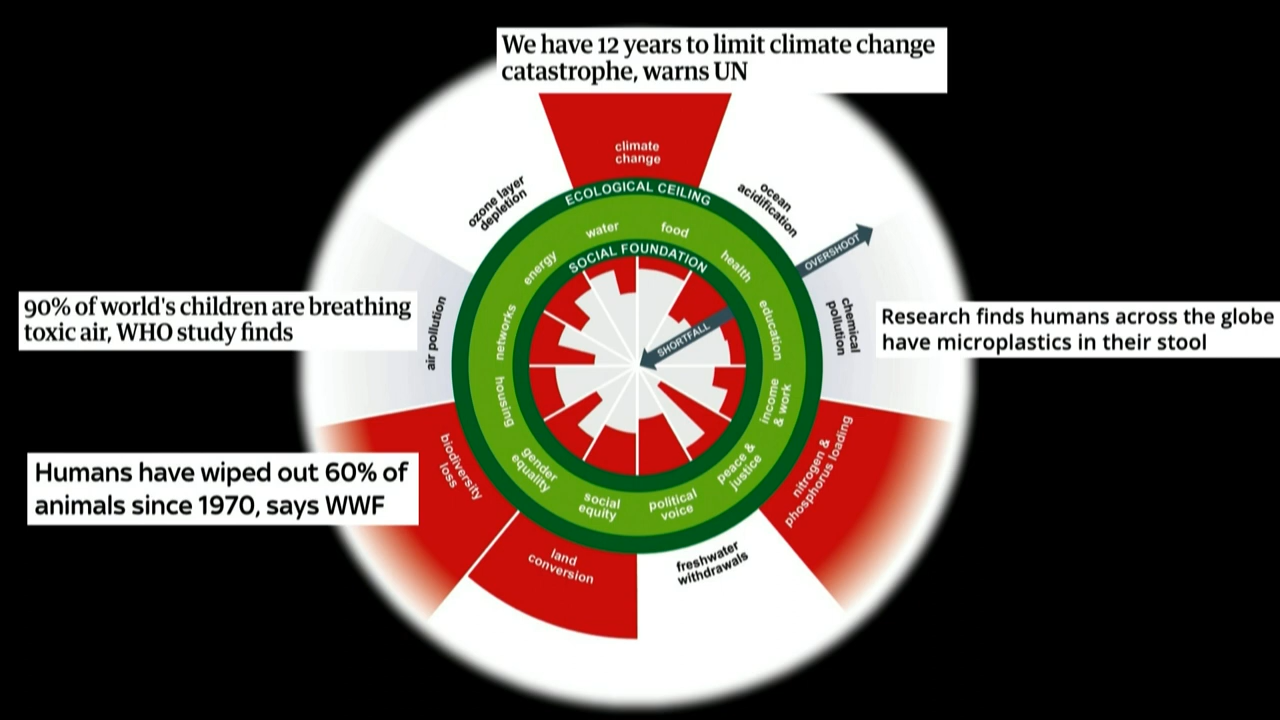 We have 12 years to limit climate change
catastrophe, warns UN
climate
change
ozone layer
depletion
ocean
acidification
ECOLOGICAL CEILING
water
food
energy
health
SOCIAL FOUNDATION
OVERSHOOT
90% of world's children are breathing
toxic air, WHO study finds
air pollution
networks
SHORTFALL
education
chemical
pollution
Research finds humans across the globe
have microplastics in their stool
housing
income
& work
biodiversity
loss
gender
equality
social
equity
political
voice
peace &
justice
nitrogen &
phosphorus loading
Humans have wiped out 60% of
animals since 1970, says WWF
land
conversion
freshwater
withdrawals